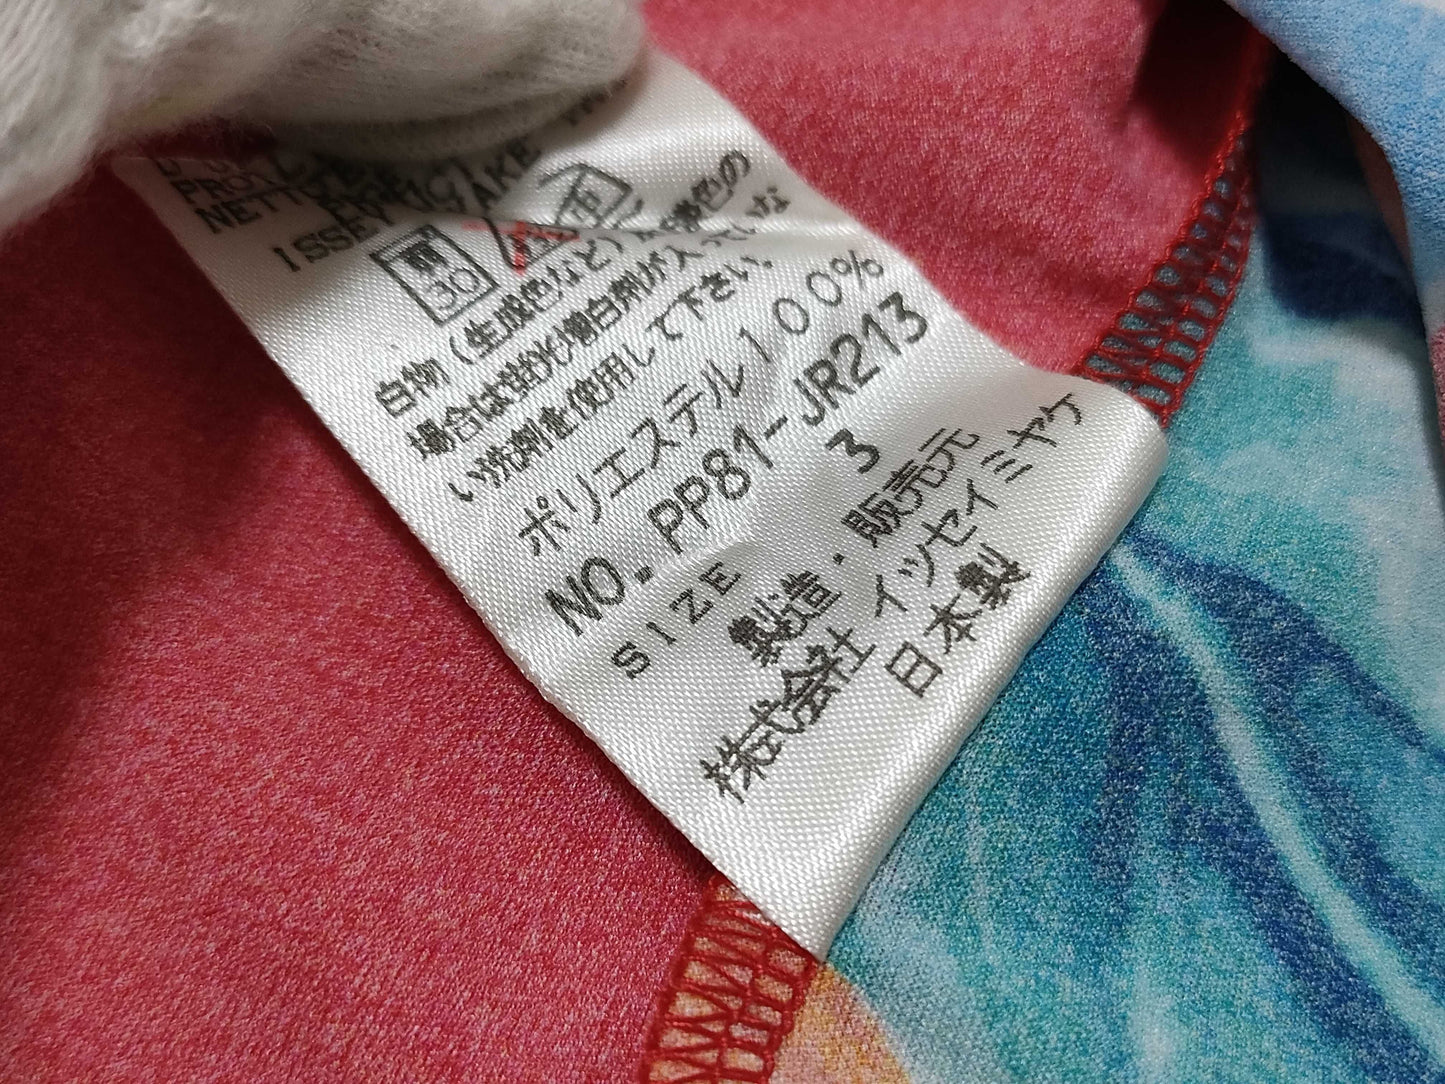 NETT
ISSEY MIYAKE
30
白物（生成色など）や淡色の
場合は蛍光増白剤が入っていな
い洗剤を使用して下さい。
ポリエステル100%
NO. PP81-JR213
SIZE 3
製造・販売元
株式会社 イッセイミヤケ
日本製